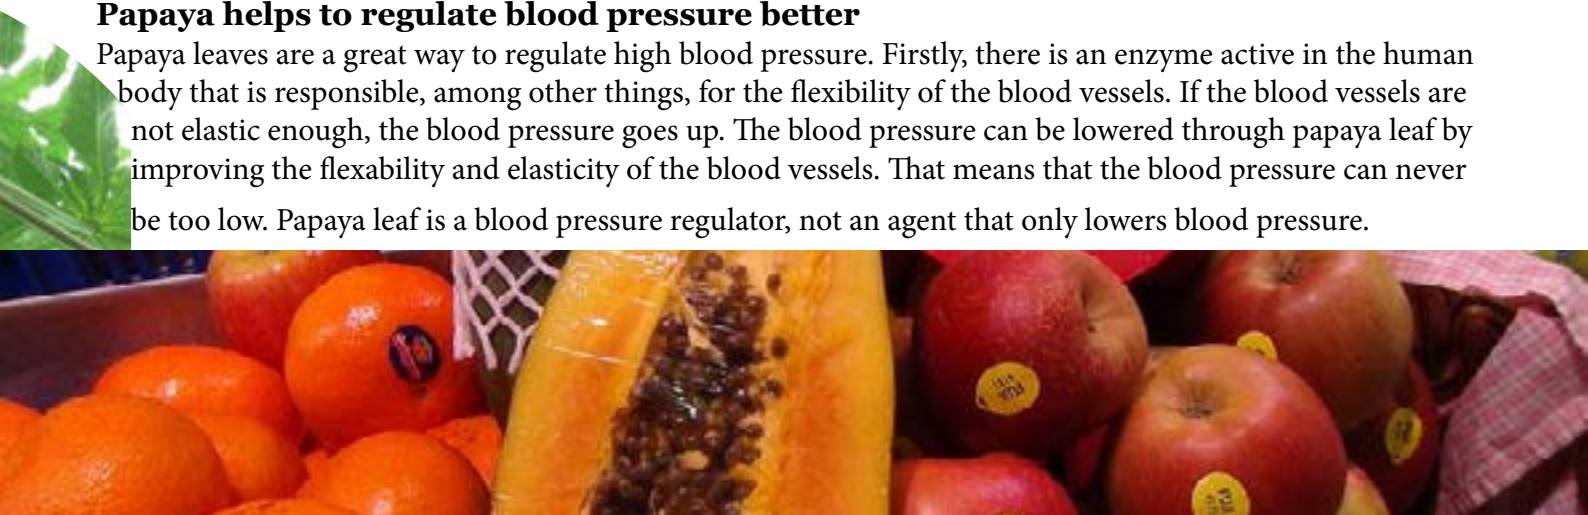 Papaya helps to regulate blood pressure better
Papaya leaves are a great way to regulate high blood pressure. Firstly, there is an enzyme active in the human
body that is responsible, among other things, for the flexibility of the blood vessels. If the blood vessels are
not elastic enough, the blood pressure goes up. The blood pressure can be lowered through papaya leaf by
improving the flexability and elasticity of the blood vessels. That means that the blood pressure can never
be too low. Papaya leaf is a blood pressure regulator, not an agent that only lowers blood pressure.